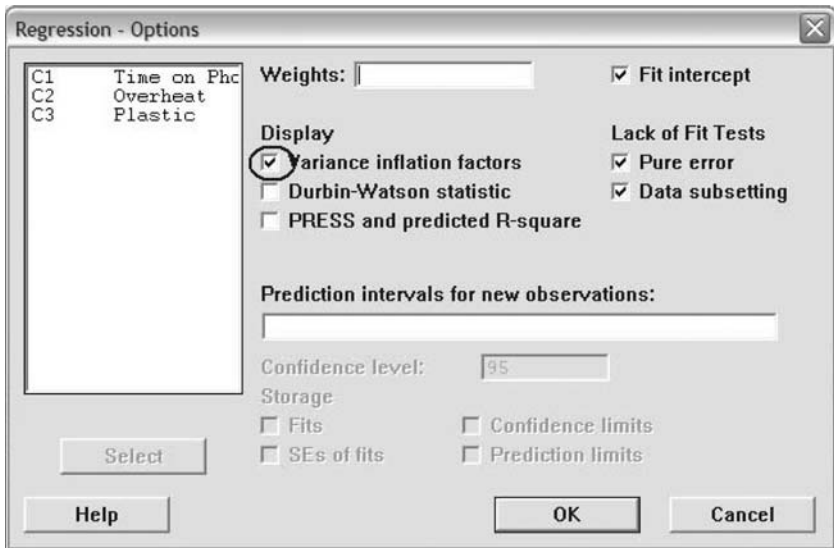 Regression - Options
C1 Time on Pho
C2 Overheat
C3 Plastic
Weights:
Fit intercept
Display
Variance inflation factors
Durbin-Watson statistic
PRESS and predicted R-square
Lack of Fit Tests
Pure error
Data subsetting
Prediction intervals for new observations:
Confidence level: 95
Storage
Fits
Confidence limits
SEs of fits
Prediction limits
Select
Help
OK
Cancel